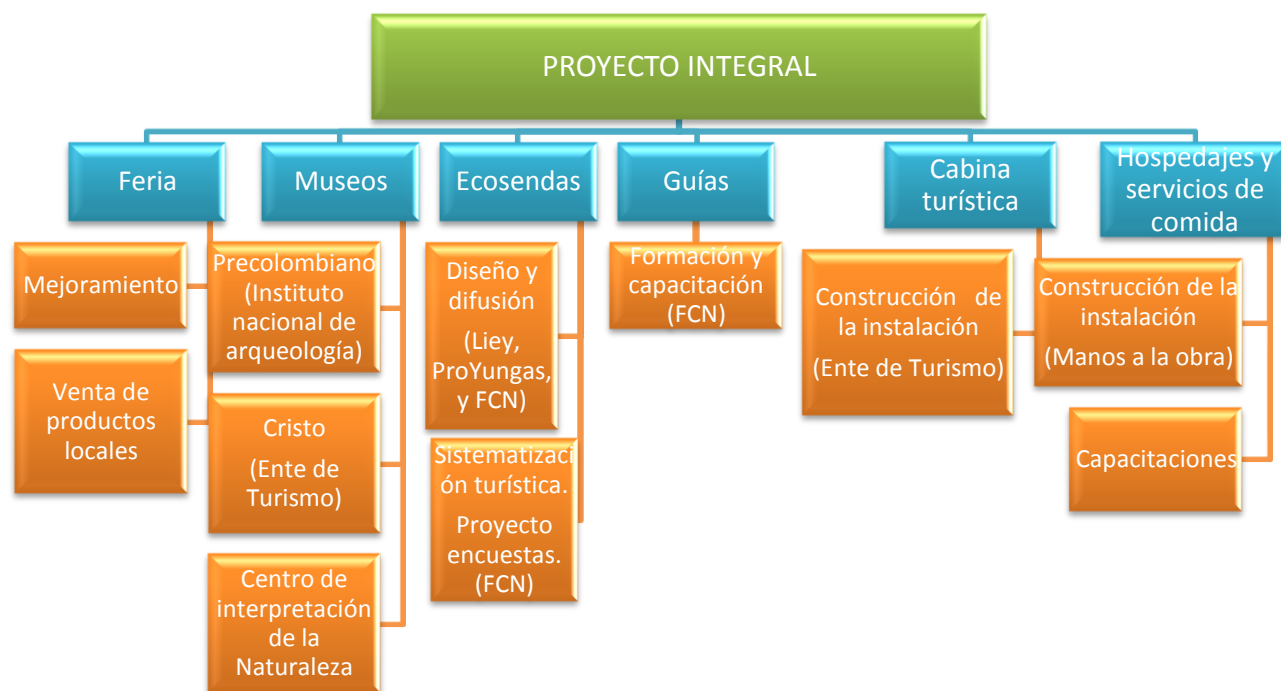 PROYECTO INTEGRAL
Feria
Museos
Ecosendas
Guías
Cabina
turística
Hospedajes y
servicios de
comida
Mejoramiento
Venta de
productos
locales
Precolombiano
(Instituto
nacional de
arqueología)
Cristo
(Ente de
Turismo)
Centro de
interpretación
de la
Naturaleza
Diseño y
difusión
(Liey,
ProYungas,
y FCN)
Sistematizaci
ón turística.
Proyecto
encuestas.
(FCN)
Formación y
capacitación
(FCN)
Construcción de
la instalación
(Ente de Turismo)
Construcción de la
instalación
(Manos a la obra)
Capacitaciones